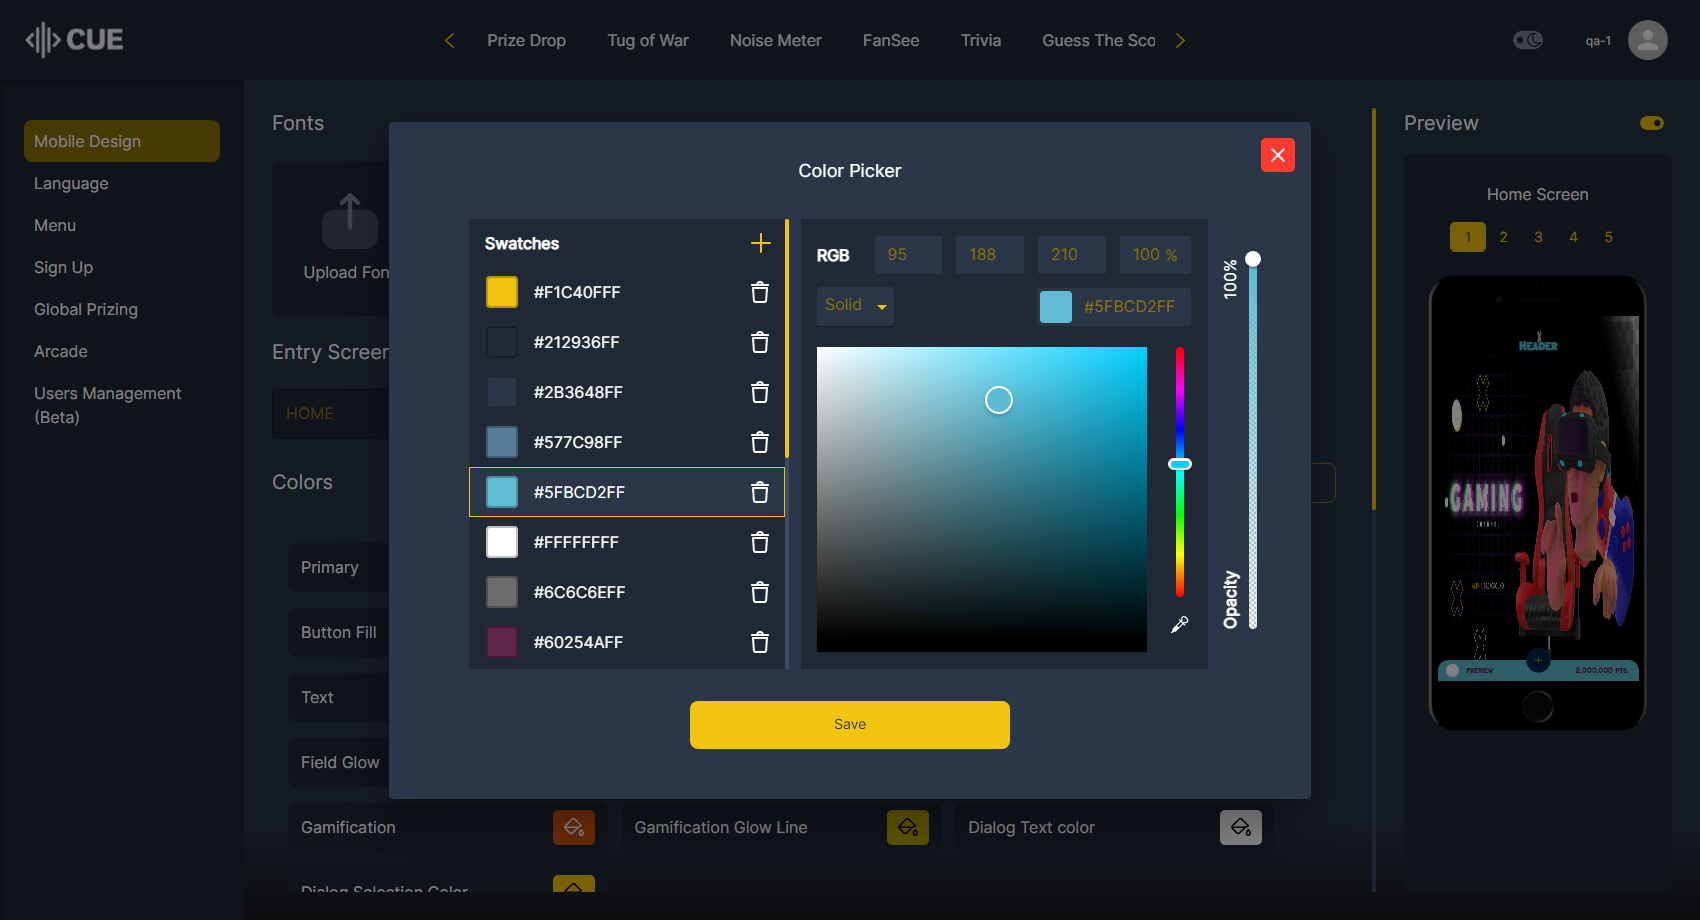 CUE
Prize Drop
Tug of War
Noise Meter
FanSee
Trivia
Guess The Sco
qa-1
Mobile Design
Language
Menu
Sign Up
Global Prizing
Arcade
Users Management
(Beta)
Fonts
Upload Fon
Entry Screen
HOME
Colors
Primary
Button Fill
Text
Field Glow
Gamification
Gamification Glow Line
Dialog Text color
Dialog Selection Color
Color Picker
Swatches
#F1C40FFF
#212936FF
#2B3648FF
#577C98FF
#5FBCD2FF
#FFFFFFFF
#6C6C6EFF
#60254AFF
RGB
95
188
210
100 %
Solid
#5FBCD2FF
100%
Opacity
Save
Preview
Home Screen
1 2 3 4 5
HEADER
GAMING
PREVIEW
2,000,000 PTS